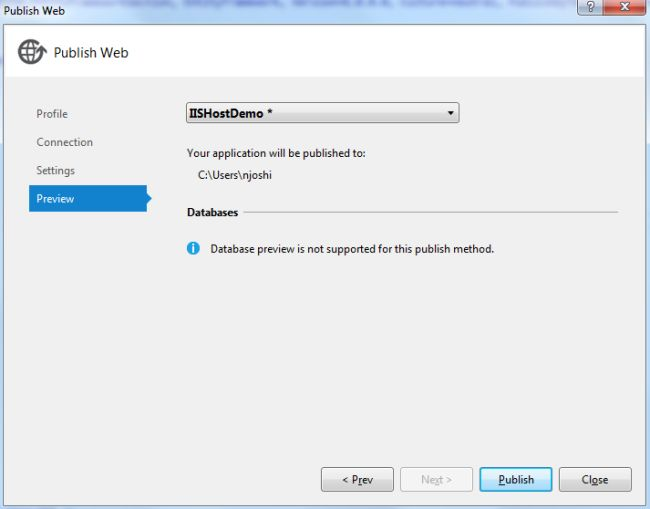 Publish Web
?
Publish Web
Profile
Connection
Settings
Preview
IISHostDemo *
Your application will be published to:
C:\Users\njoshi
Databases
Database preview is not supported for this publish method.
< Prev
Next >
Publish
Close